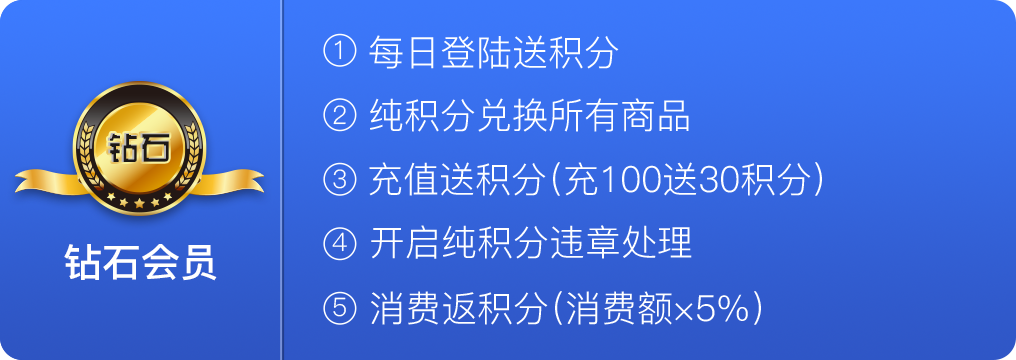 钻石
钻石会员
① 每日登陆送积分
② 纯积分兑换所有商品
③ 充值送积分(充100送30积分)
④ 开启纯积分违章处理
⑤ 消费返积分(消费额×5%)